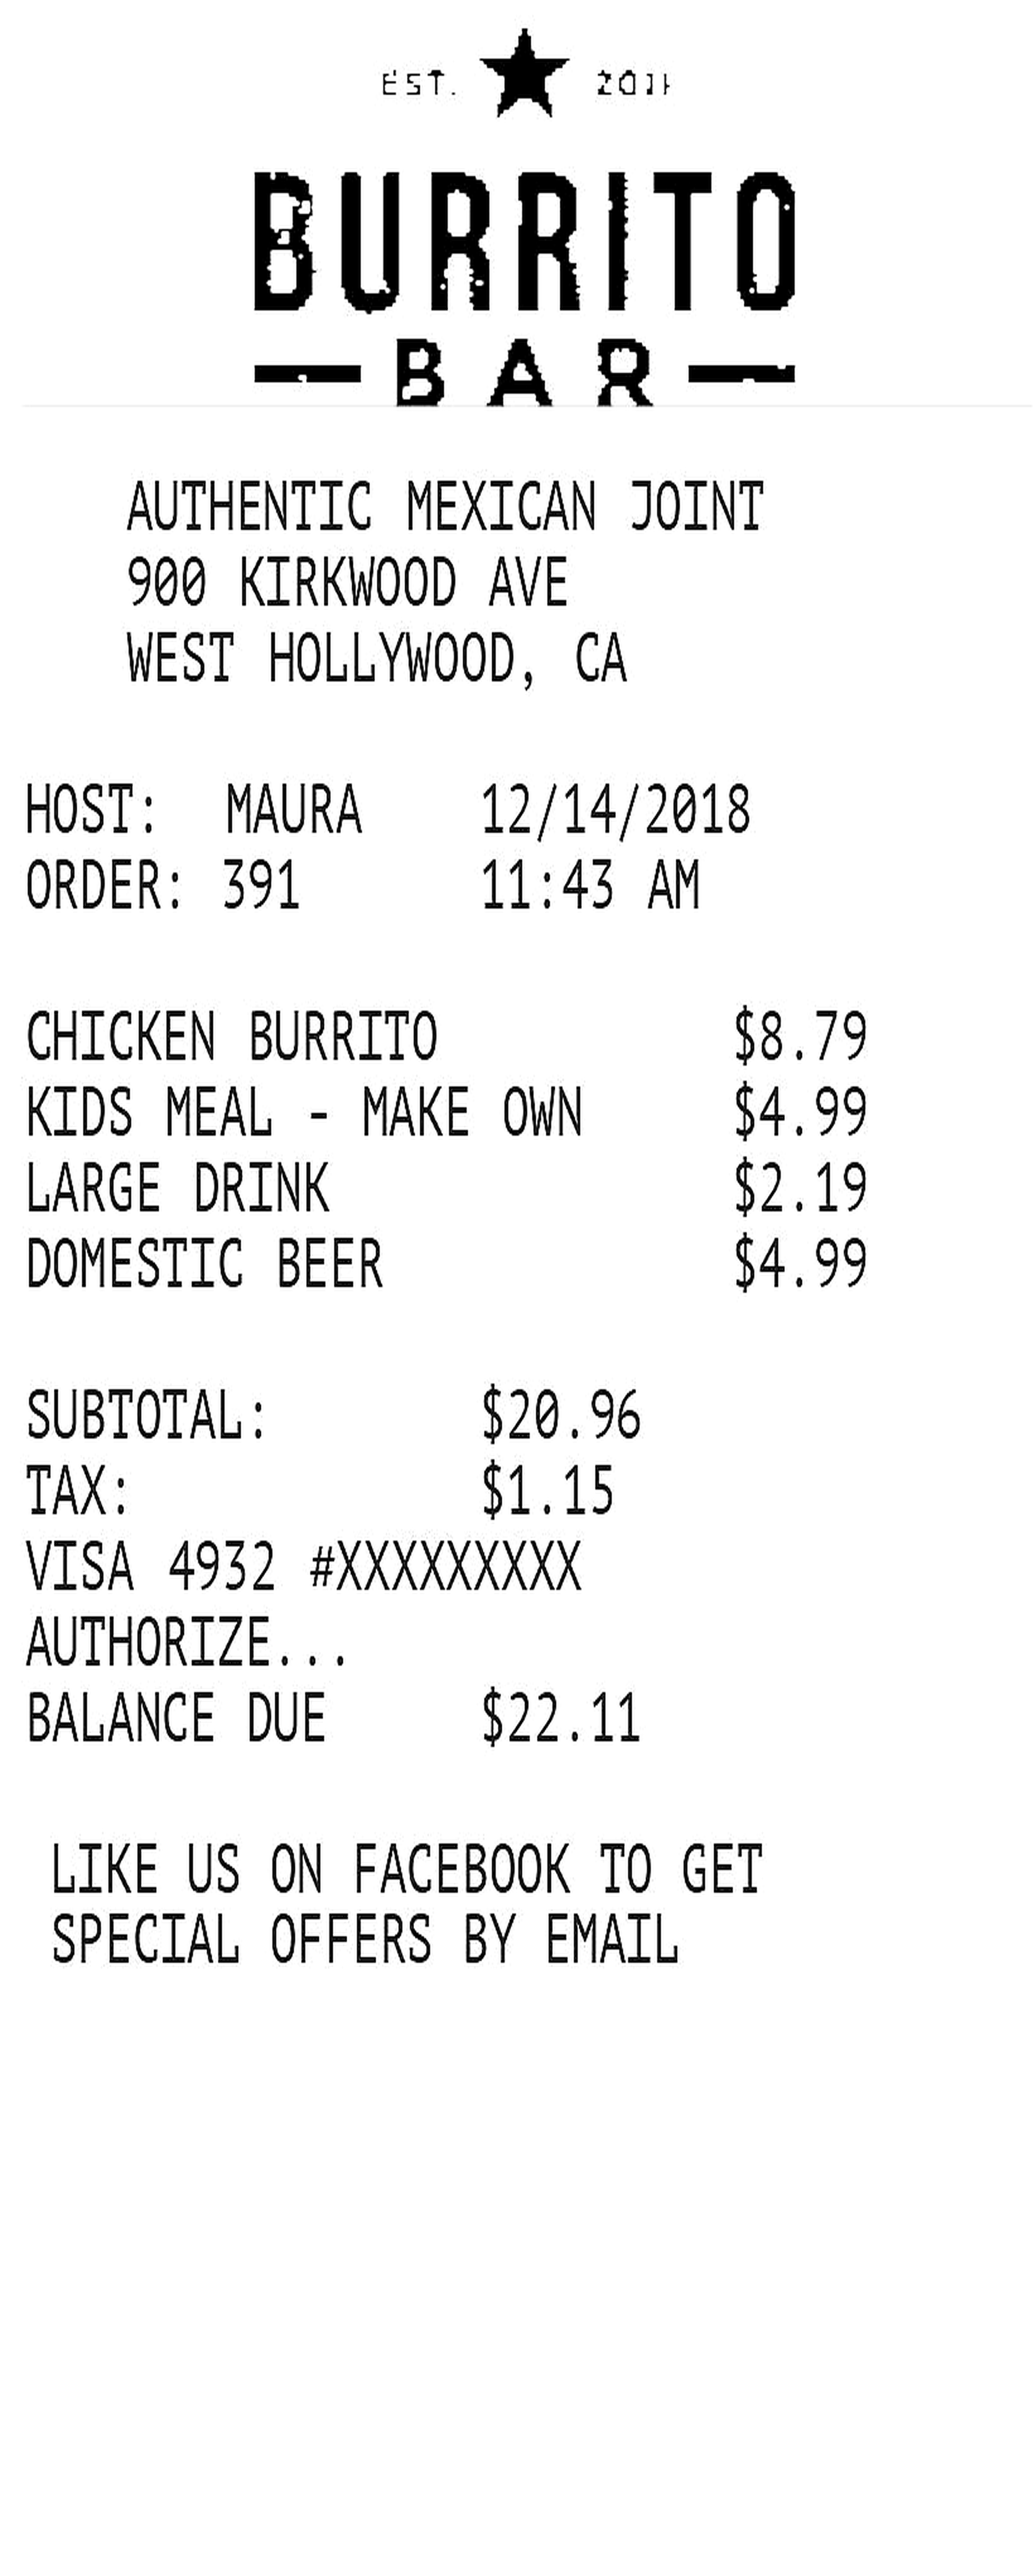 EST.
BURRITO
BAR
AUTHENTIC MEXICAN JOINT
900 KIRKWOOD AVE
WEST HOLLYWOOD, CA
HOST: MAURA 12/14/2018
ORDER: 391 11:43 AM
CHICKEN BURRITO $8.79
KIDS MEAL - MAKE OWN $4.99
LARGE DRINK $2.19
DOMESTIC BEER $4.99
SUBTOTAL: $20.96
TAX: $1.15
VISA 4932 #XXXXXXXXX
AUTHORIZE...
BALANCE DUE $22.11
LIKE US ON FACEBOOK TO GET
SPECIAL OFFERS BY EMAIL